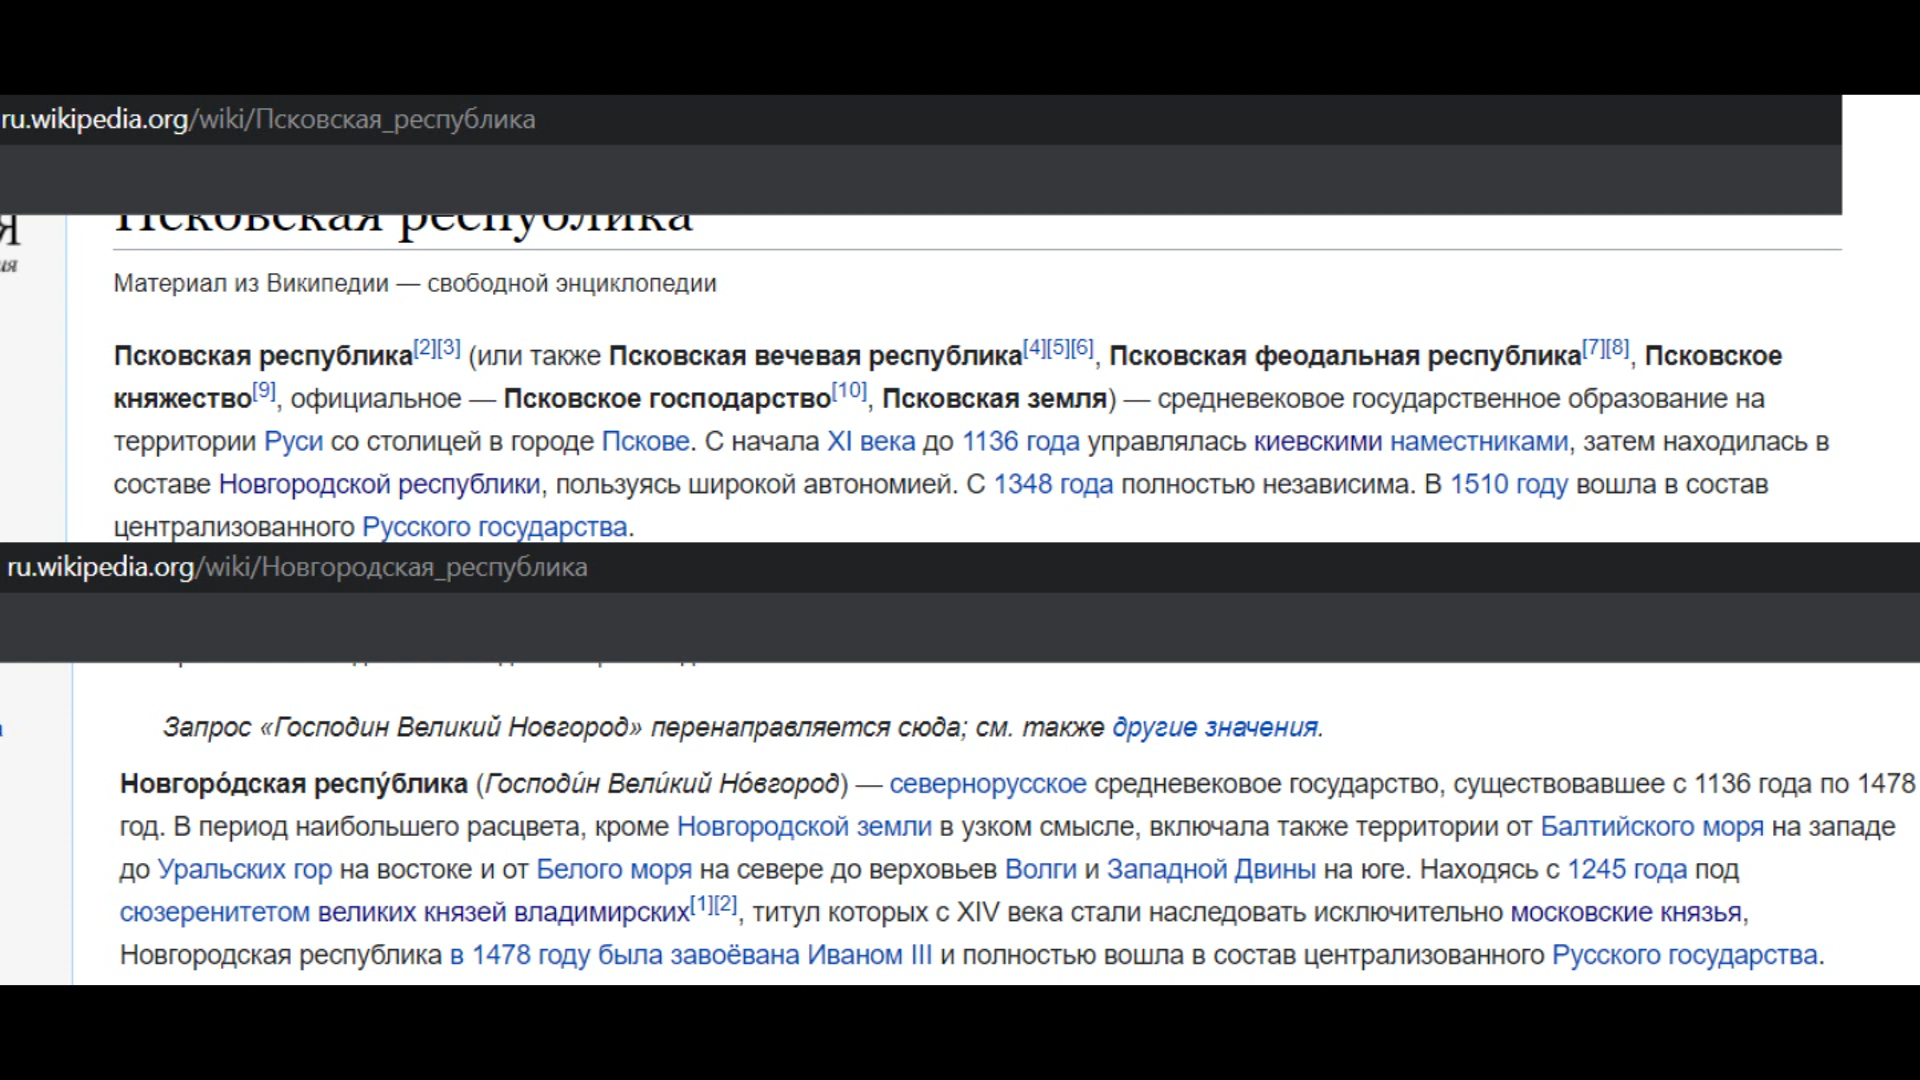 ru.wikipedia.org/wiki/Псковская_республика
Псковская республика
я
ия
Материал из Википедии — свободной энциклопедии
Псковская республика[2][3] (или также Псковская вечевая республика[4][5][6], Псковская феодальная республика[7][8], Псковское
княжество[9], официальное — Псковское господарство[10], Псковская земля) — средневековое государственное образование на
территории Руси со столицей в городе Пскове. С начала XI века до 1136 года управлялась киевскими наместниками, затем находилась в
составе Новгородской республики, пользуясь широкой автономией. С 1348 года полностью независима. В 1510 году вошла в состав
централизованного Русского государства.
ru.wikipedia.org/wiki/Новгородская_республика
Запрос «Господин Великий Новгород» перенаправляется сюда; см. также другие значения.
Новгоро́дская респу́блика (Господи́н Вели́кий Но́вгород) — севернорусское средневековое государство, существовавшее с 1136 года по 1478
год. В период наибольшего расцвета, кроме Новгородской земли в узком смысле, включала также территории от Балтийского моря на западе
до Уральских гор на востоке и от Белого моря на севере до верховьев Волги и Западной Двины на юге. Находясь с 1245 года под
сюзеренитетом великих князей владимирских[1][2], титул которых с XIV века стали наследовать исключительно московские князья,
Новгородская республика в 1478 году была завоёвана Иваном III и полностью вошла в состав централизованного Русского государства.